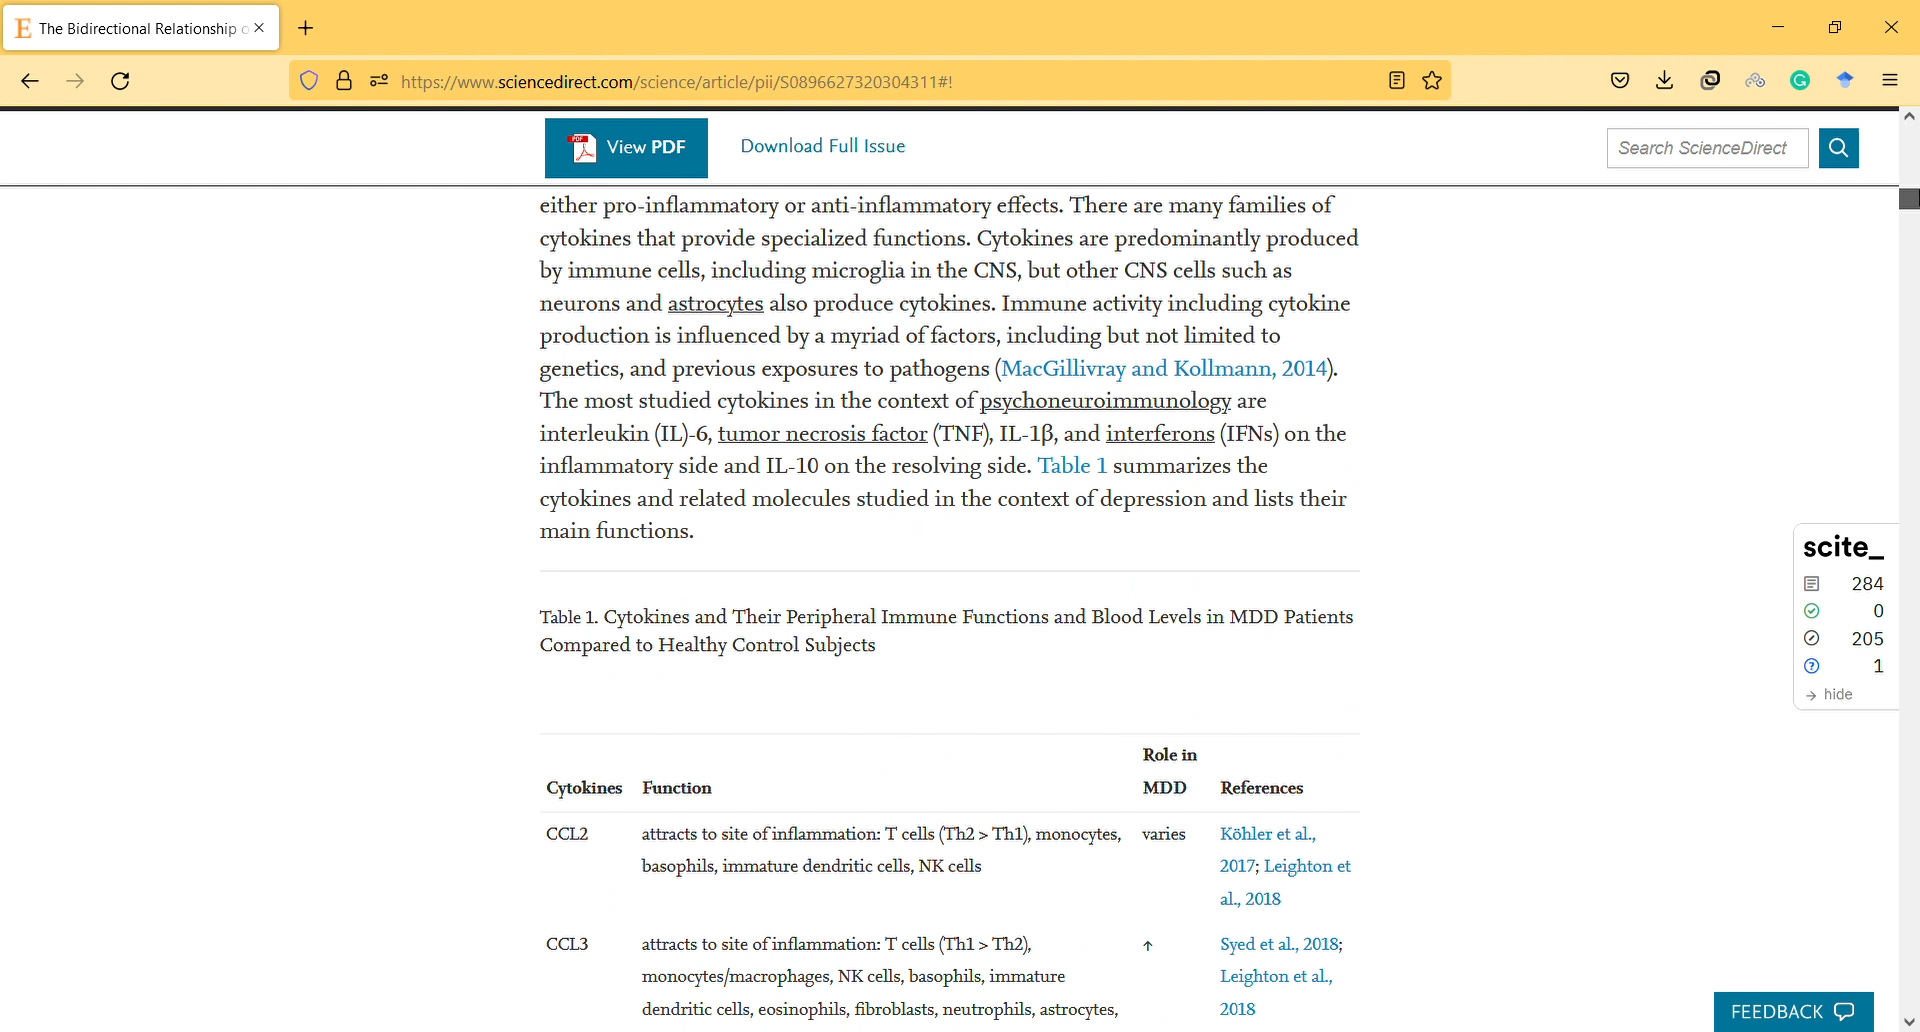 E The Bidirectional Relationship o
https://www.sciencedirect.com/science/article/pii/S0896627320304311#!
PDF View PDF
Download Full Issue
Search ScienceDirect
either pro-inflammatory or anti-inflammatory effects. There are many families of
cytokines that provide specialized functions. Cytokines are predominantly produced
by immune cells, including microglia in the CNS, but other CNS cells such as
neurons and astrocytes also produce cytokines. Immune activity including cytokine
production is influenced by a myriad of factors, including but not limited to
genetics, and previous exposures to pathogens (MacGillivray and Kollmann, 2014).
The most studied cytokines in the context of psychoneuroimmunology are
interleukin (IL)-6, tumor necrosis factor (TNF), IL-1β, and interferons (IFNs) on the
inflammatory side and IL-10 on the resolving side. Table 1 summarizes the
cytokines and related molecules studied in the context of depression and lists their
main functions.
Table 1. Cytokines and Their Peripheral Immune Functions and Blood Levels in MDD Patients
Compared to Healthy Control Subjects
Role in
Cytokines Function MDD References
CCL2 attracts to site of inflammation: T cells (Th2 > Th1), monocytes, varies Köhler et al.,
basophils, immature dendritic cells, NK cells 2017; Leighton et
al., 2018
CCL3 attracts to site of inflammation: T cells (Th1 > Th2), ↑ Syed et al., 2018;
monocytes/macrophages, NK cells, basophils, immature Leighton et al.,
dendritic cells, eosinophils, fibroblasts, neutrophils, astrocytes, 2018
scite_
284
0
205
1
→ hide
FEEDBACK